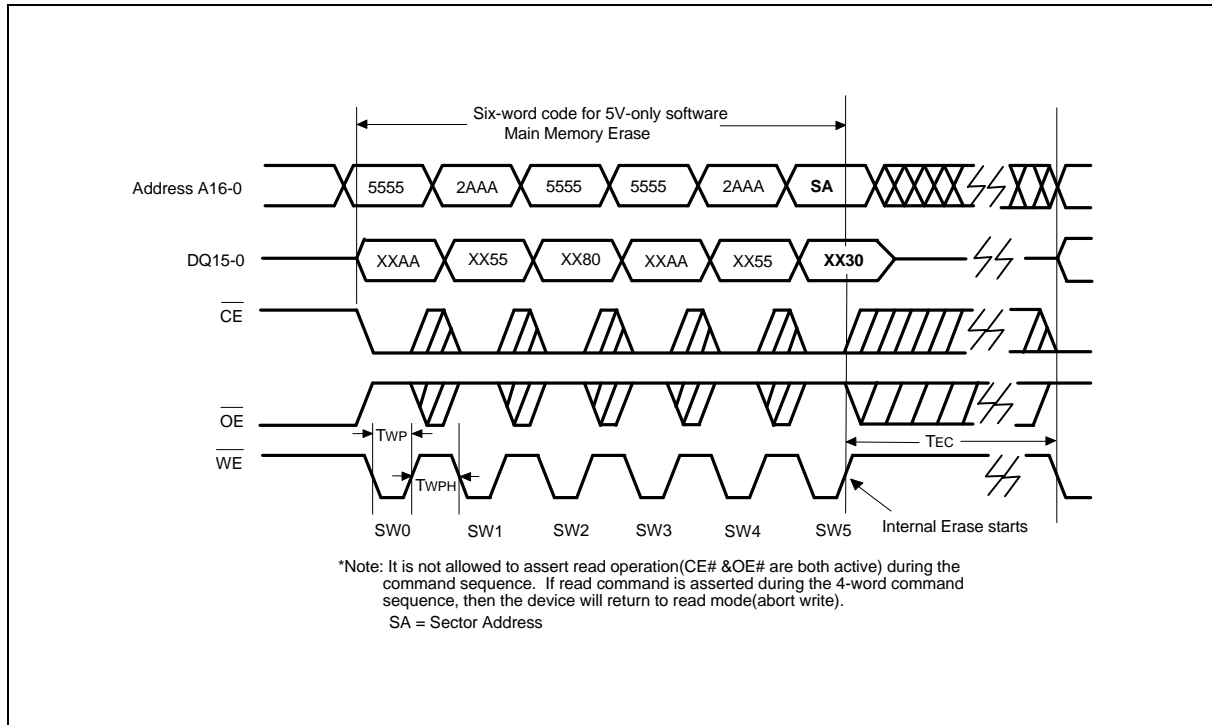 Six-word code for 5V-only software
Main Memory Erase
Address A16-0
5555
2AAA
5555
5555
2AAA
SA
DQ15-0
XXAA
XX55
XX80
XXAA
XX55
XX30
CE
OE
TWP
TEC
WE
TWPH
Internal Erase starts
SW0
SW1
SW2
SW3
SW4
SW5
*Note: It is not allowed to assert read operation(CE# &OE# are both active) during the
command sequence. If read command is asserted during the 4-word command
sequence, then the device will return to read mode(abort write).
SA = Sector Address